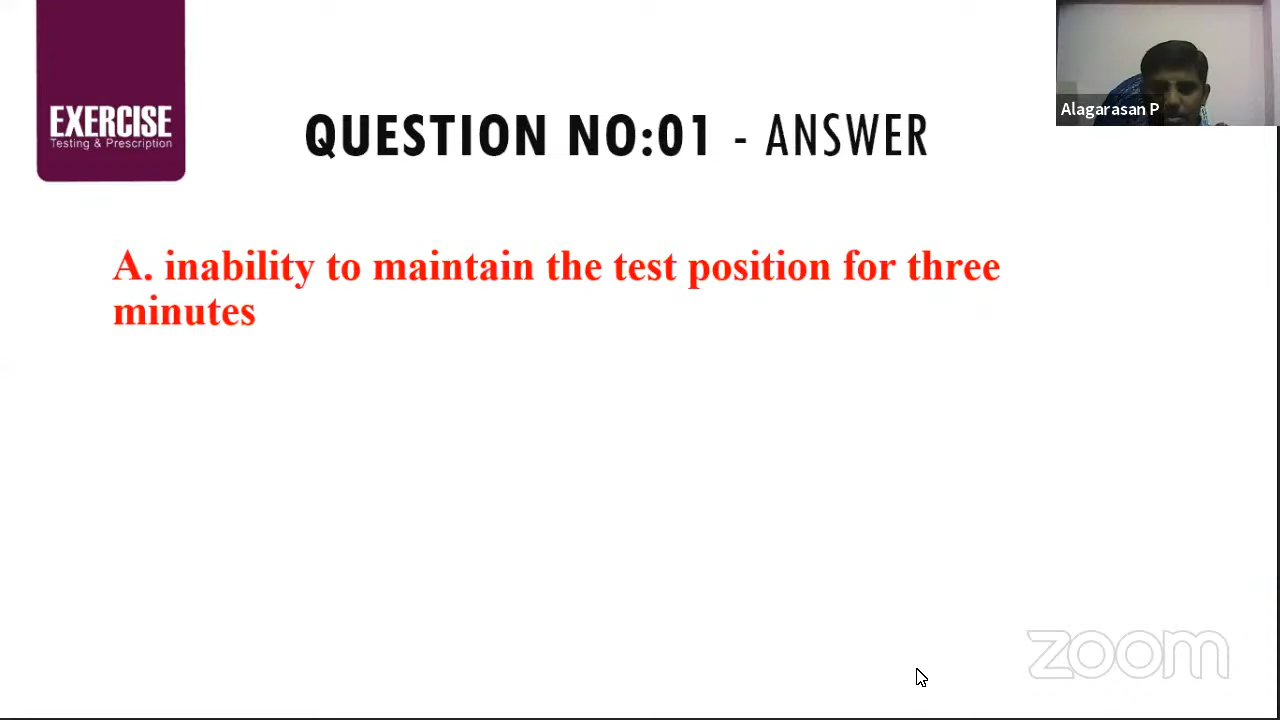 EXERCISE
Testing & Prescription
QUESTION NO:01 - ANSWER
Alagarasan P
A. inability to maintain the test position for three
minutes
zoom